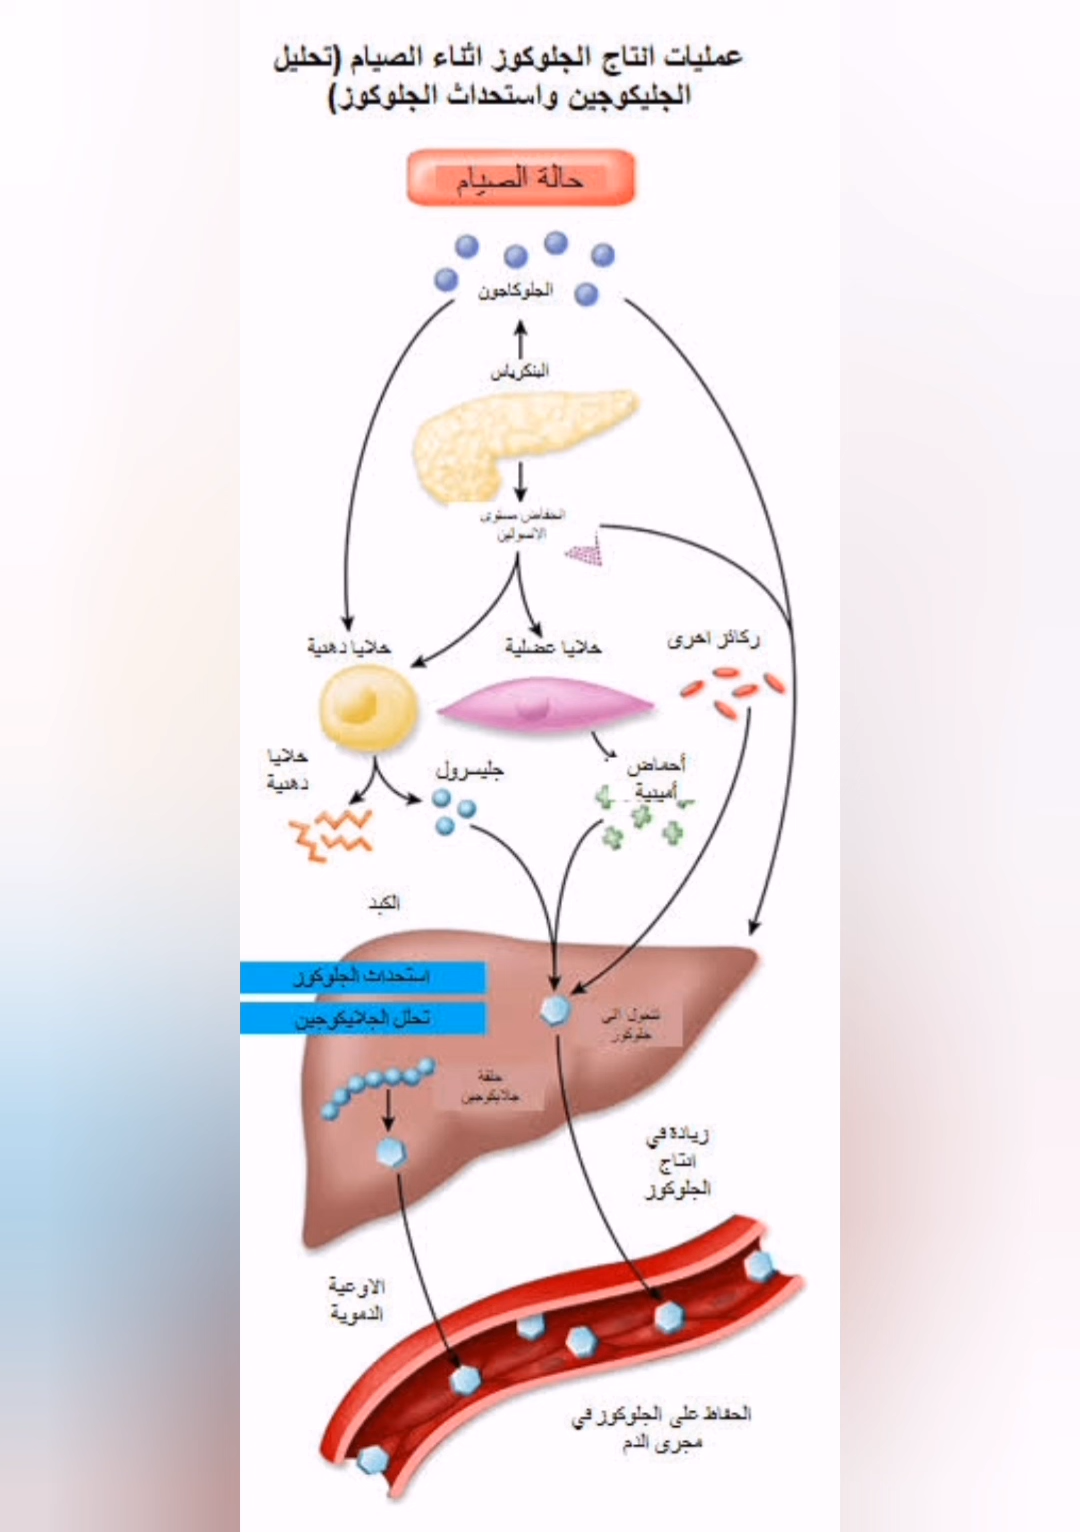 عمليات انتاج الجلوكوز اثناء الصيام (تحليل
الجليكوجين واستحداث الجلوكوز)
حالة الصيام
الجلوكاجون
البنكرياس
انخفاض مستوى
الانسولين
خلايا دهنية
خلايا عضلية
ركائز اخرى
خلايا
دهنية
جليسرول
أحماض
أمينية
الكبد
استحداث الجلوكوز
تحلل الجلايكوجين
تتحول الى
جلوكوز
حلقة
جلايكوجين
زيادة في
انتاج
الجلوكوز
الاوعية
الدموية
الحفاظ على الجلوكوز في
مجرى الدم